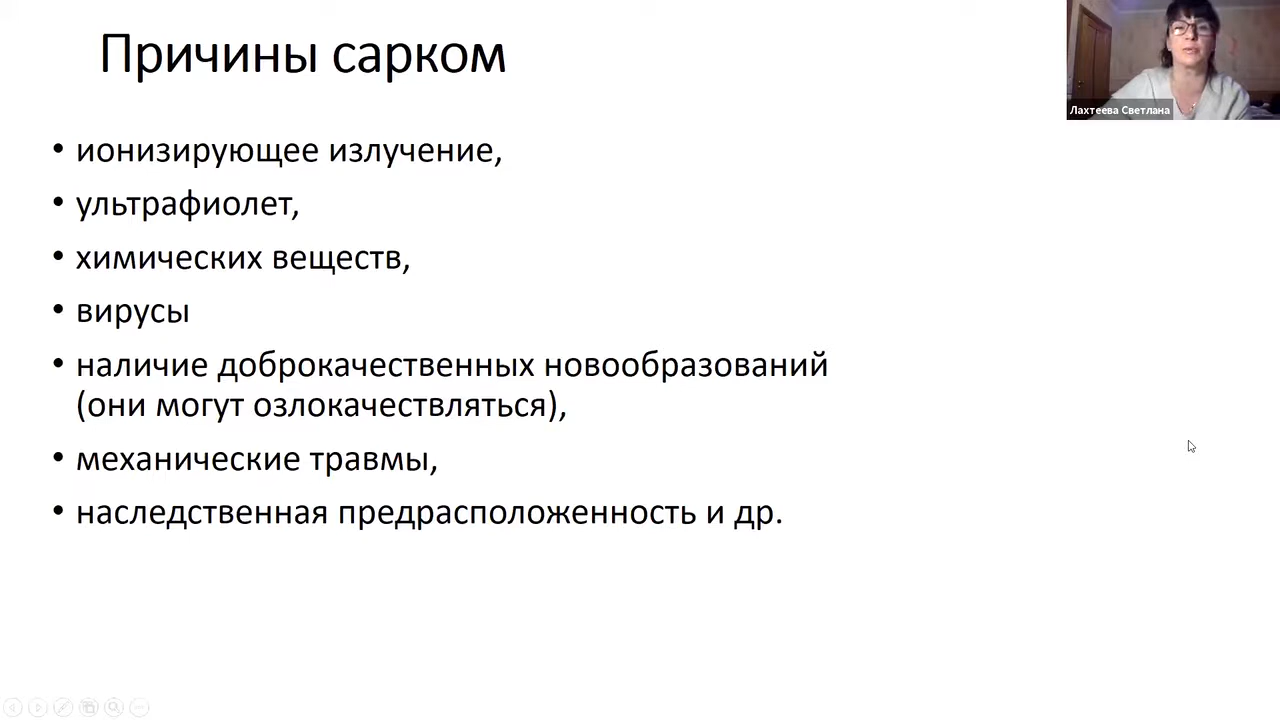 Причины сарком
Лахтеева Светлана
• ионизирующее излучение,
• ультрафиолет,
• химических веществ,
• вирусы
• наличие доброкачественных новообразований
(они могут озлокачествляться),
• механические травмы,
• наследственная предрасположенность и др.